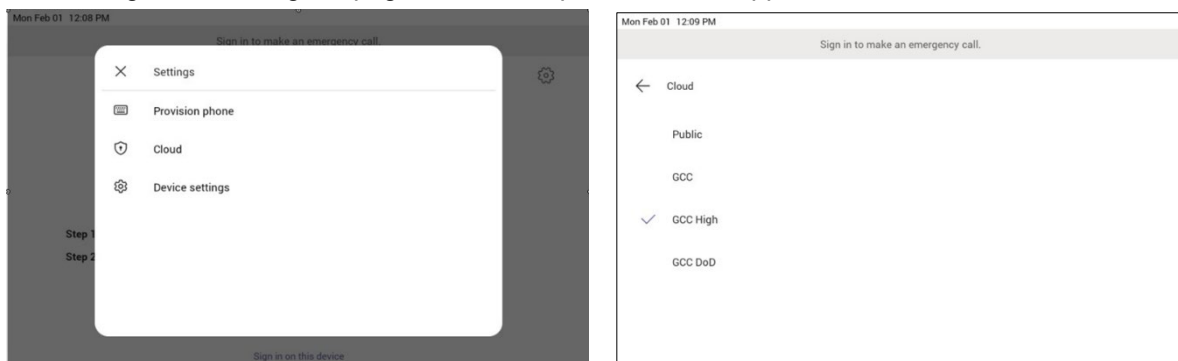 Mon Feb 01 12:08 PM
Sign in to make an emergency call.
Settings
Provision phone
Cloud
Device settings
Step 1
Step 2
Sign in on this device
Mon Feb 01 12:09 PM
Sign in to make an emergency call.
Cloud
Public
GCC
GCC High
GCC DoD